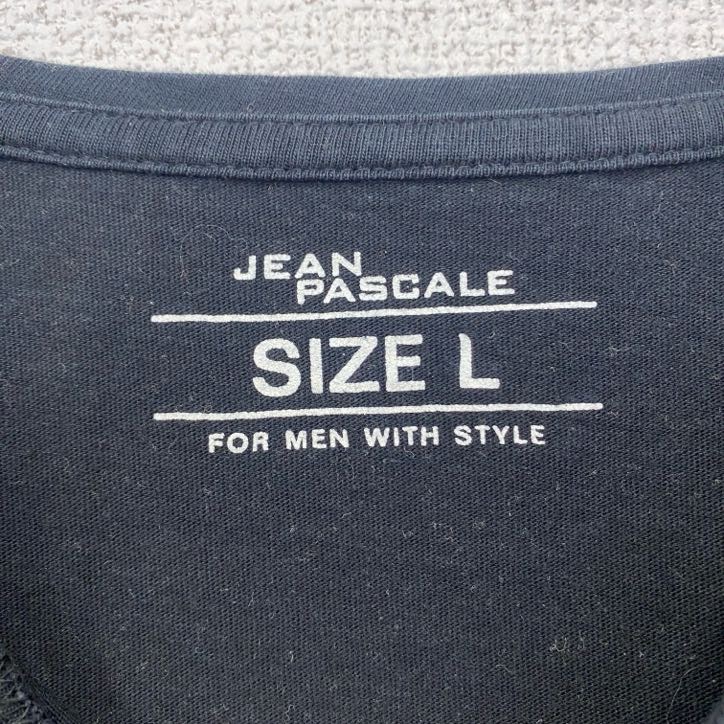 JEAN
PASCALE
SIZE L
FOR MEN WITH STYLE